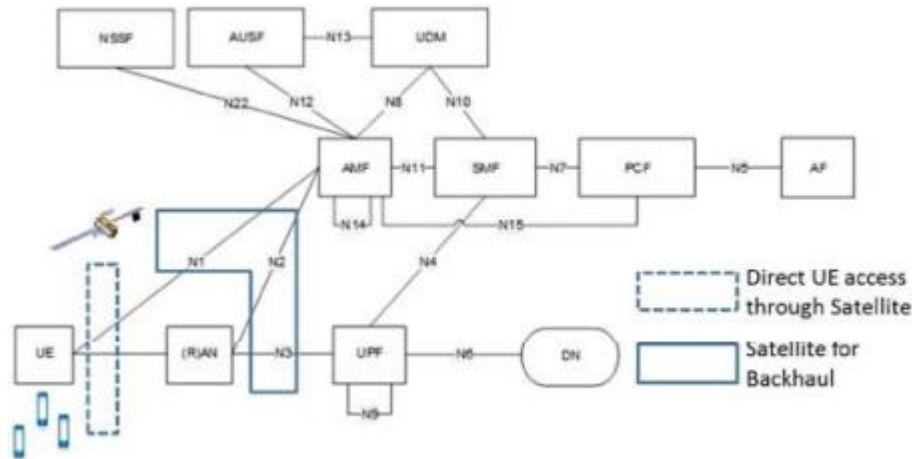 NSSF
AUSF
N13
UDM
N22
N12
N8
N10
AMF
N11
SMF
N7
PCF
N5
AF
N14
N15
N1
N2
N4
Direct UE access
through Satellite
UE
(R)AN
N3
UPF
N6
DN
Satellite for
Backhaul
N9